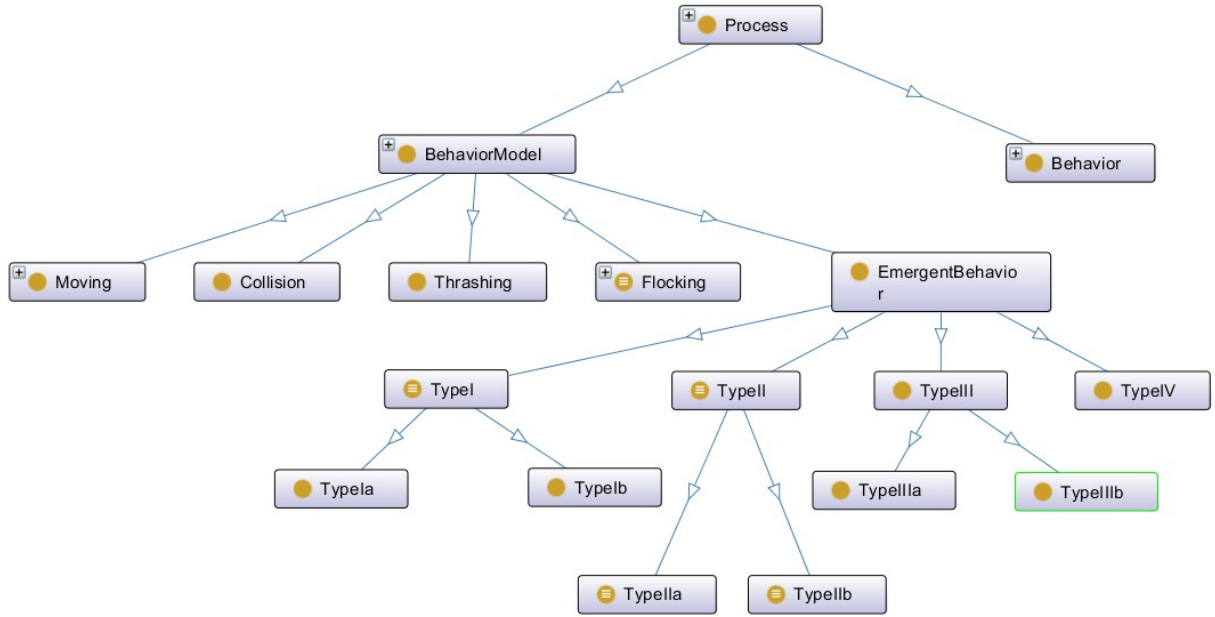 Process
BehaviorModel
Behavior
Moving
Collision
Thrashing
Flocking
EmergentBehavio
r
TypeI
TypeII
TypeIII
TypeIV
TypeIa
TypeIb
TypeIIIa
TypeIIIb
TypeIIa
TypeIIb